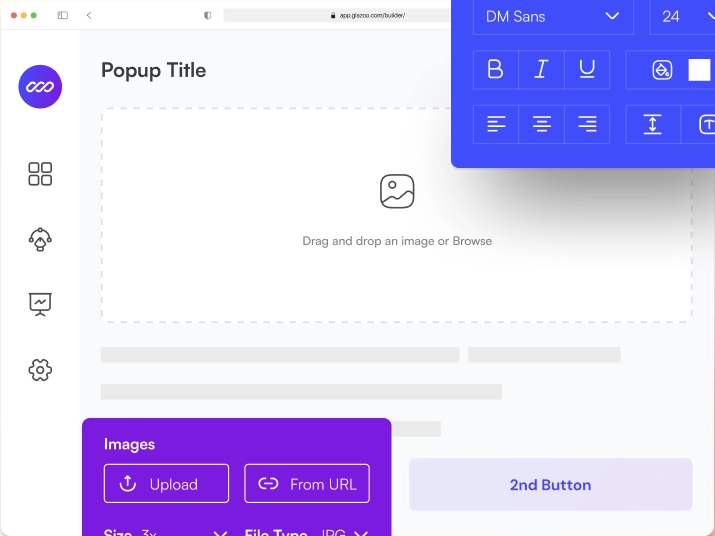 app.glazoo.com/builder/
DM Sans
24
Popup Title
B I U
Drag and drop an image or Browse
Images
Upload
From URL
2nd Button
Size 3x
File Type JPG